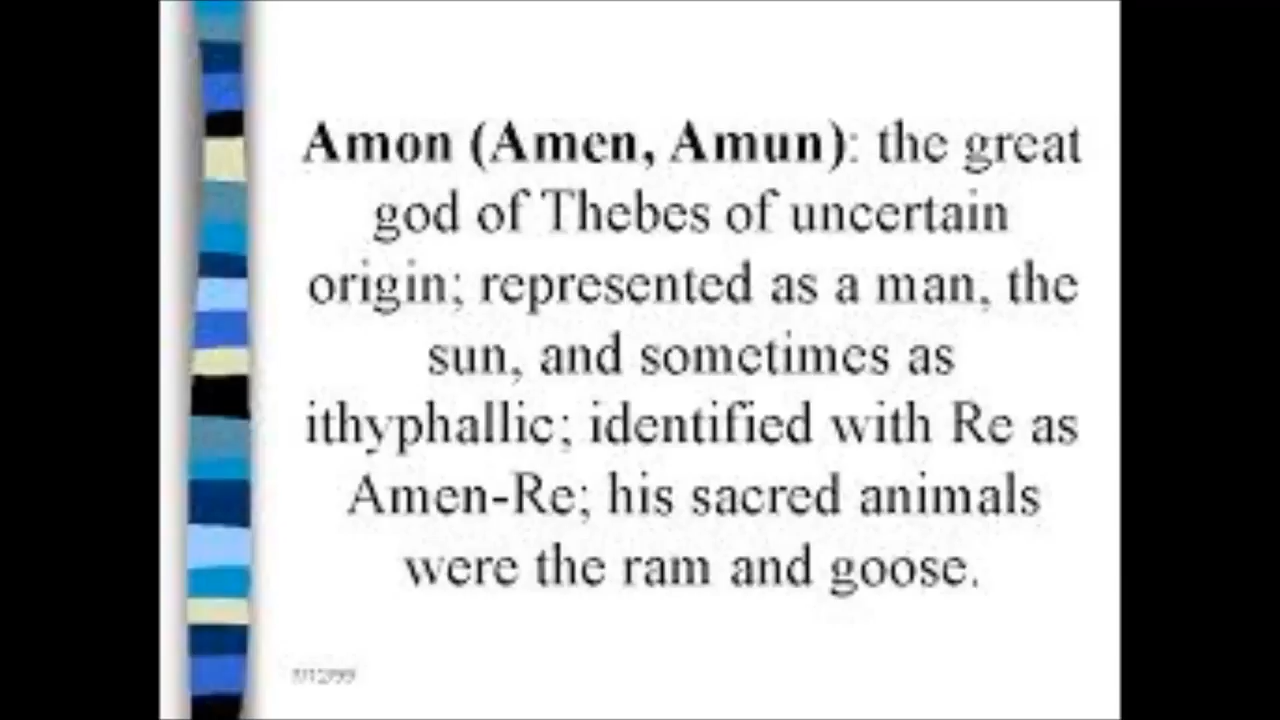 Amon (Amen, Amun): the great
god of Thebes of uncertain
origin; represented as a man, the
sun, and sometimes as
ithyphallic; identified with Re as
Amen-Re; his sacred animals
were the ram and goose.